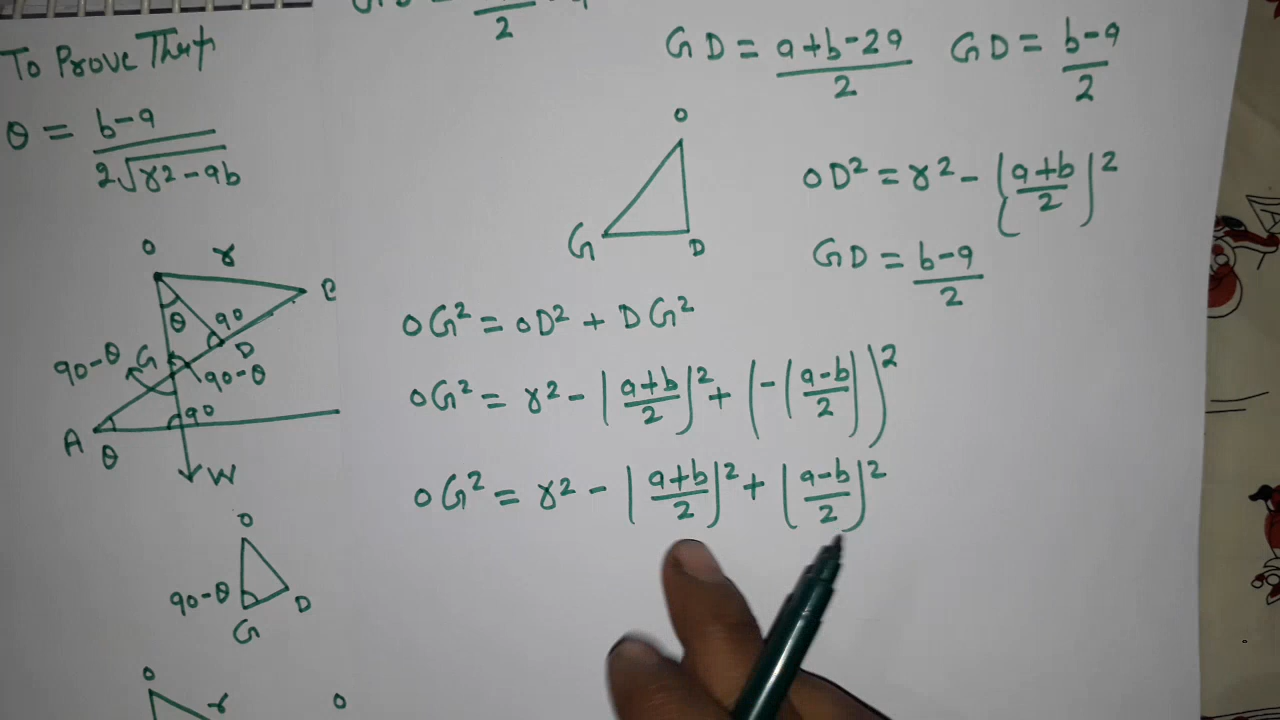 To Prove That
θ = b-a / 2√r2-ab
O r
θ 90
90-θ G D
90-θ
A 90
θ W
O
90-θ D
G
O r O
2
GD = a+b-2a / 2 GD = b-a / 2
O
G D
OD² = r² - (a+b / 2)²
GD = b-a / 2
OG² = OD² + DG²
OG² = r² - (a+b / 2)² + (-(a-b / 2))²
OG² = r² - (a+b / 2)² + (a-b / 2)²